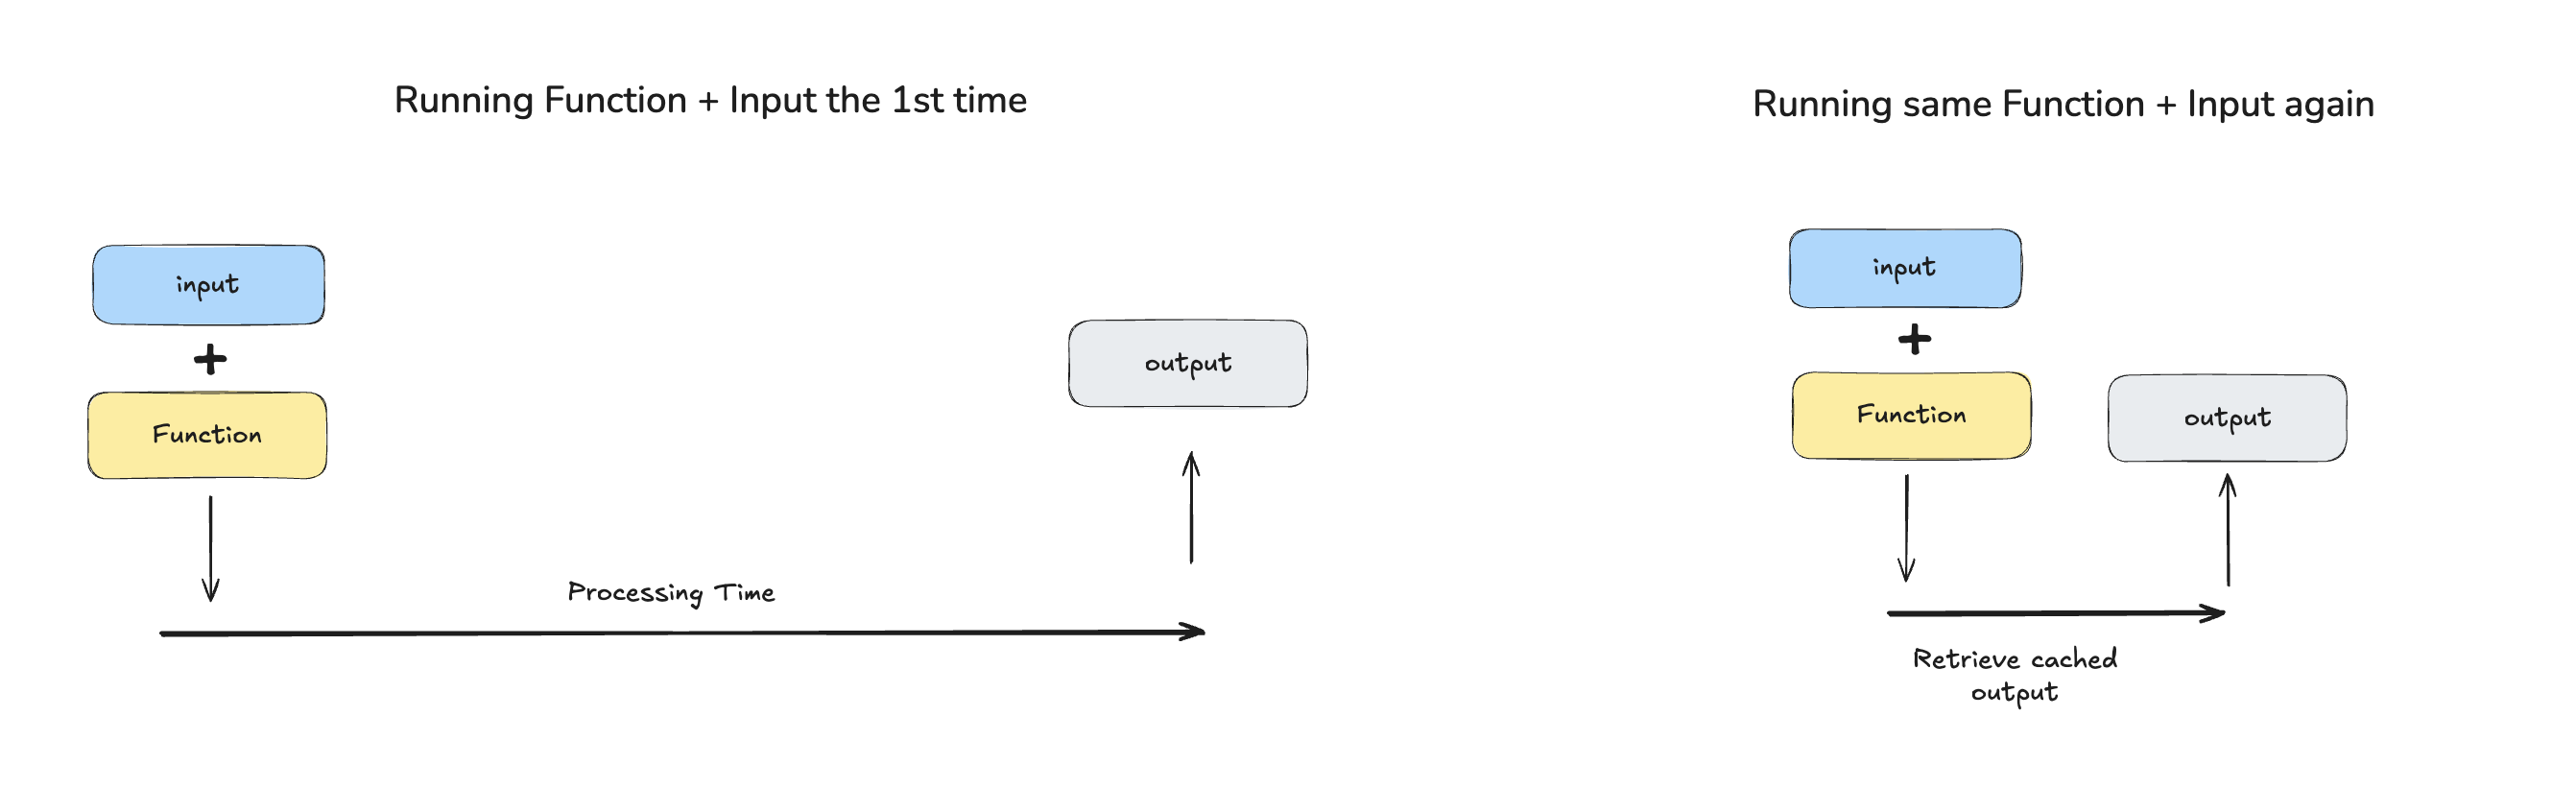 Running Function + Input the 1st time
input
+
Function
Processing Time
output
Running same Function + Input again
input
+
Function
output
Retrieve cached
output